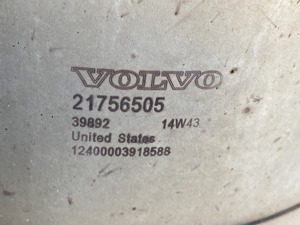 VOLVO
21756505
39892 14W43
United States
12400003918588